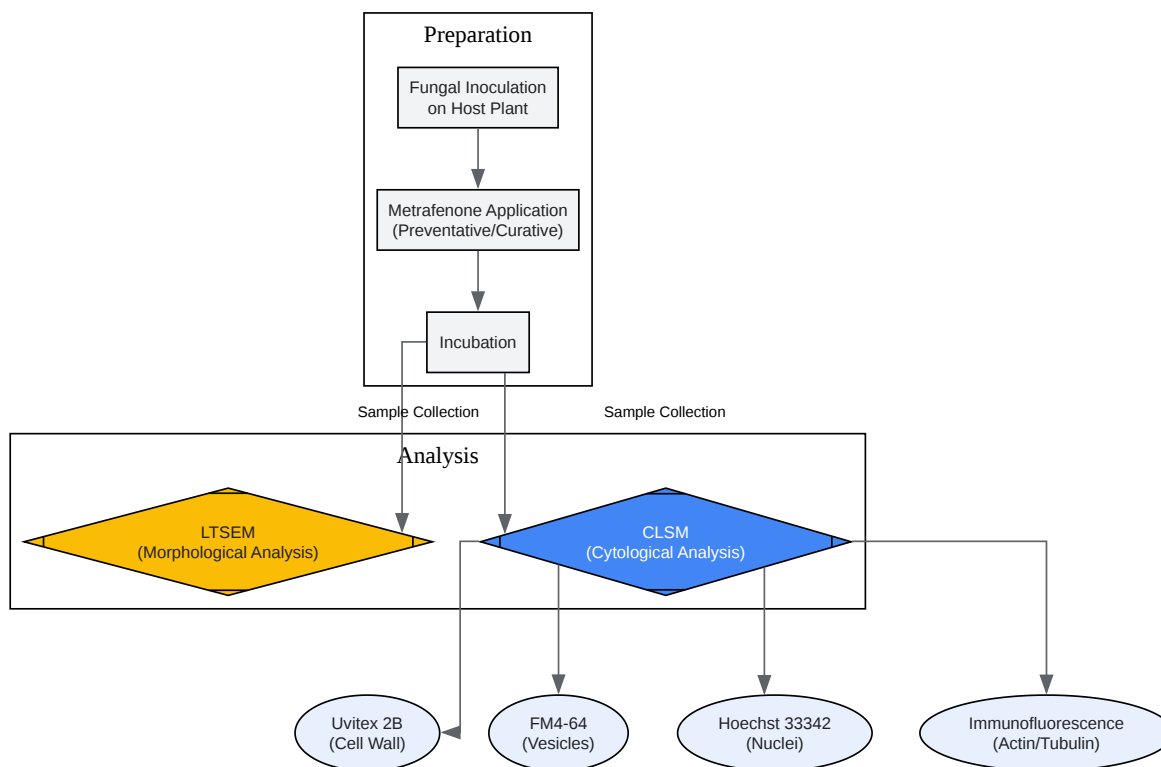 Preparation
Fungal Inoculation
on Host Plant
Metrafenone Application
(Preventative/Curative)
Incubation
Sample Collection
Sample Collection
Analysis
LTSEM
(Morphological Analysis)
CLSM
(Cytological Analysis)
Uvitex 2B
(Cell Wall)
FM4-64
(Vesicles)
Hoechst 33342
(Nuclei)
Immunofluorescence
(Actin/Tubulin)